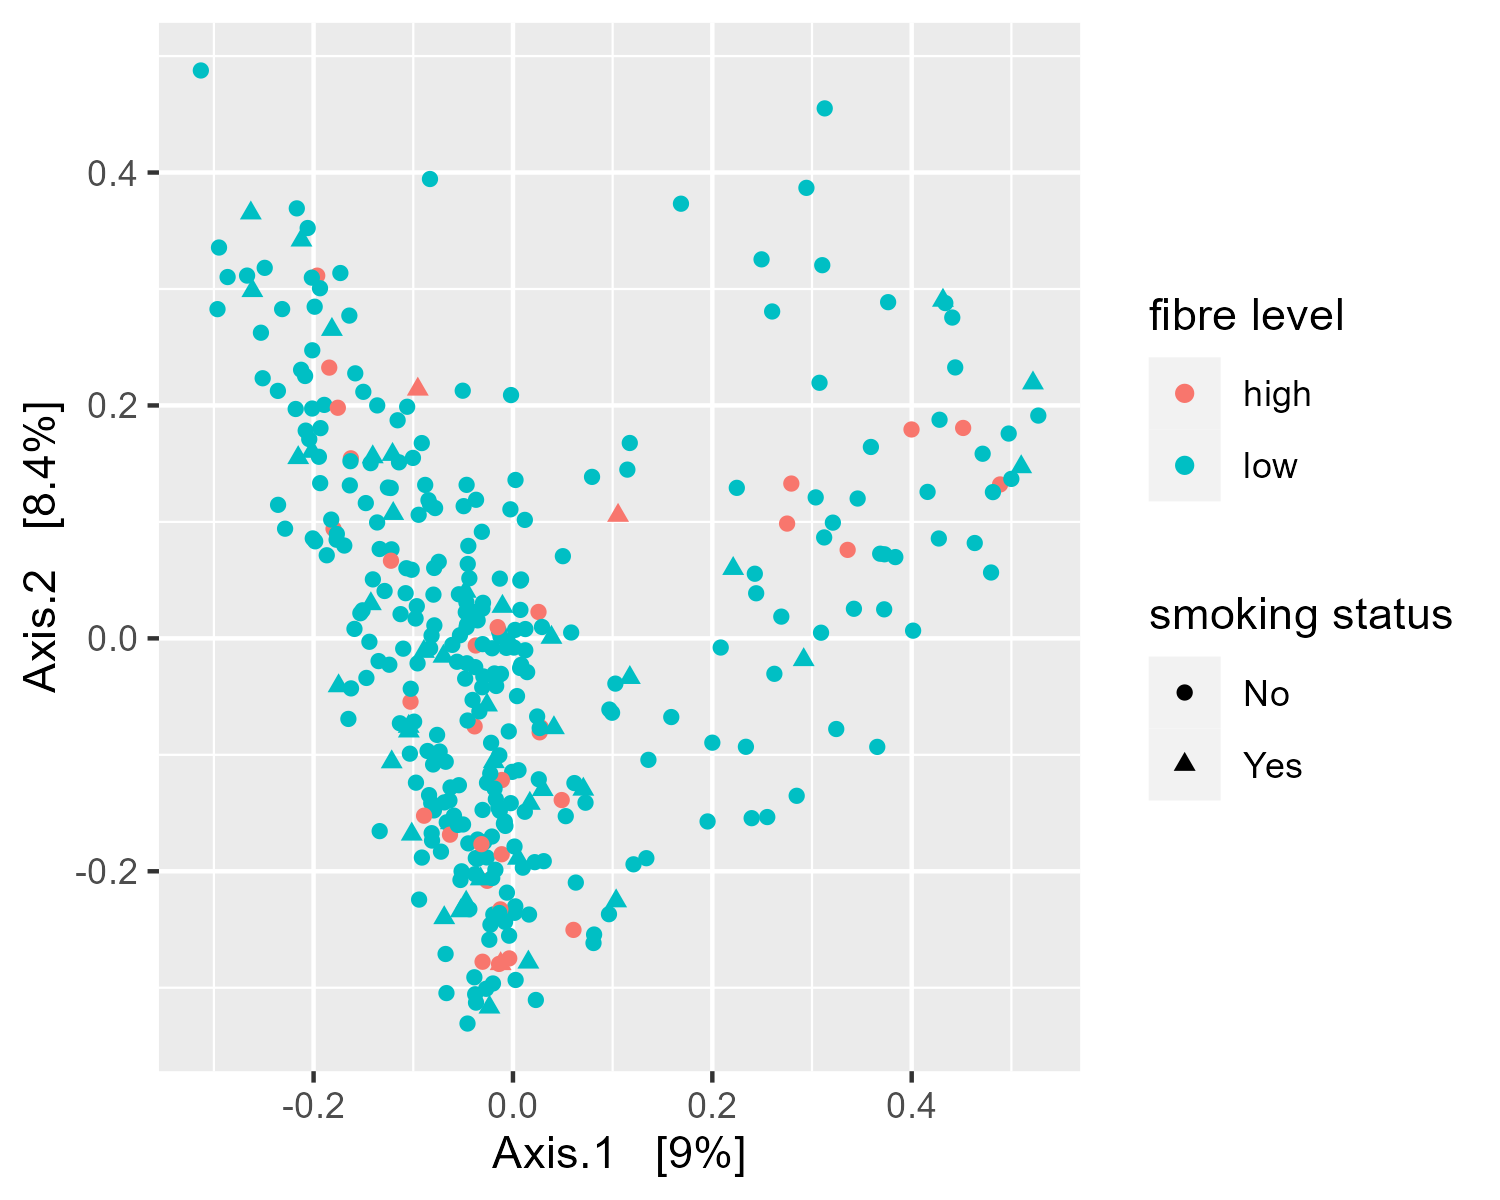 0.4
0.2
0.0
-0.2
Axis.2 [8.4%]
-0.2 0.0 0.2 0.4
Axis.1 [9%]
fibre level
high
low
smoking status
No
Yes